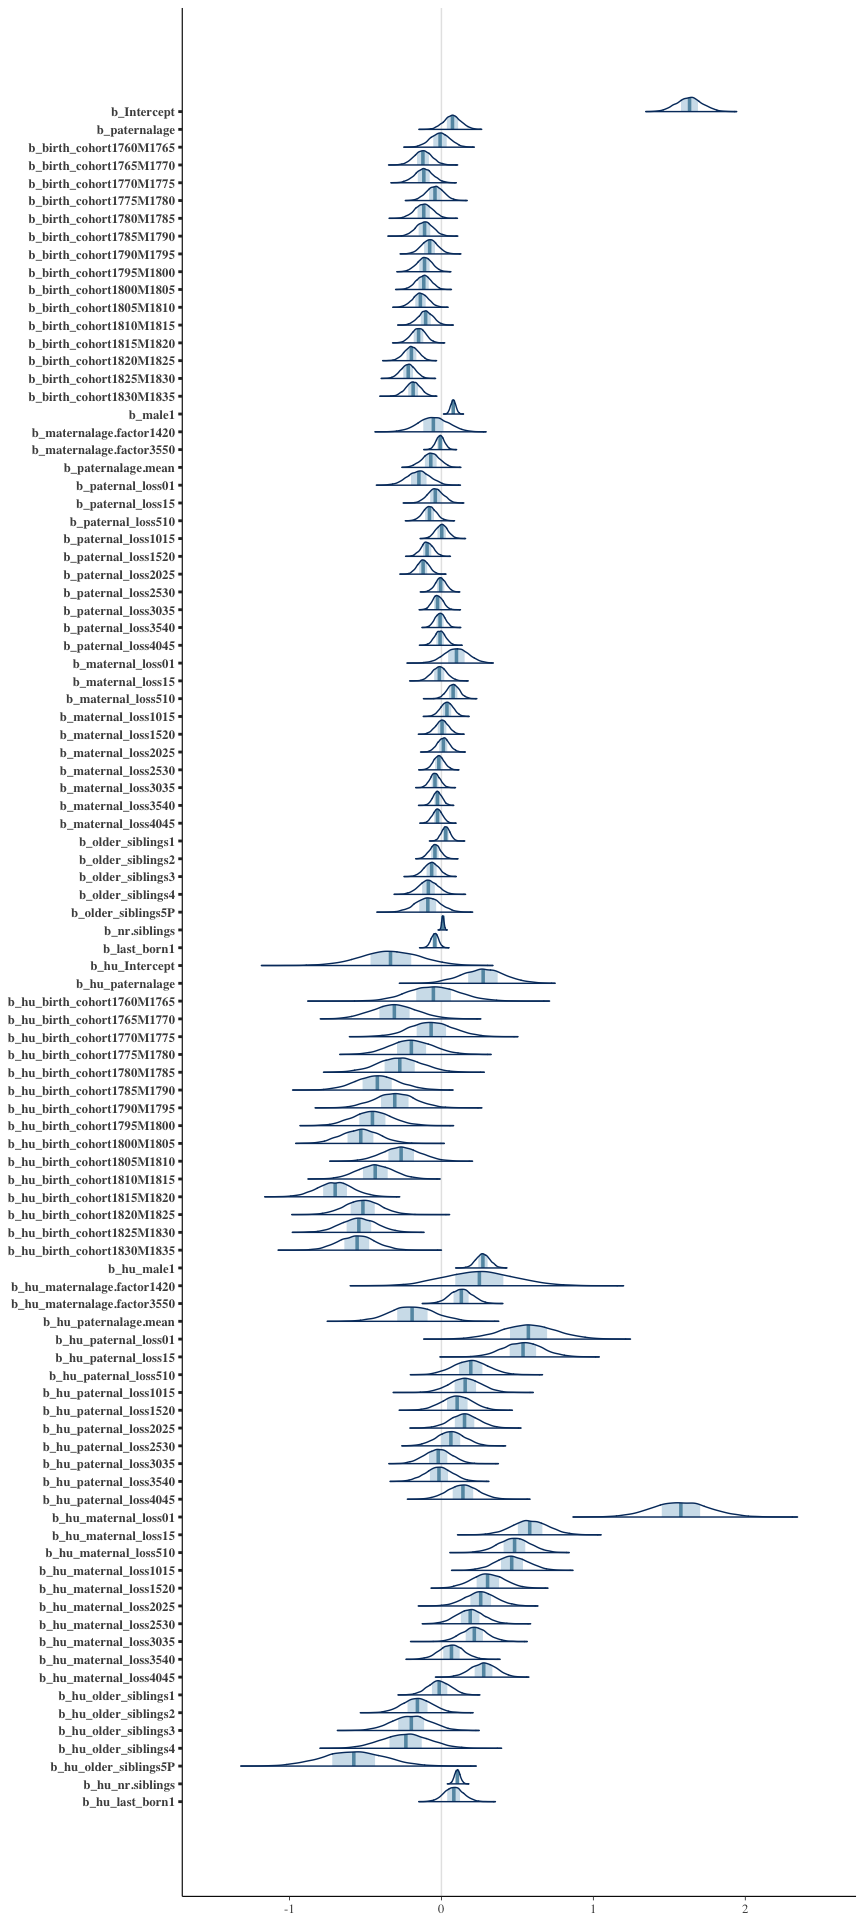 b_Intercept
b_paternalage
b_birth_cohort1760M1765
b_birth_cohort1765M1770
b_birth_cohort1770M1775
b_birth_cohort1775M1780
b_birth_cohort1780M1785
b_birth_cohort1785M1790
b_birth_cohort1790M1795
b_birth_cohort1795M1800
b_birth_cohort1800M1805
b_birth_cohort1805M1810
b_birth_cohort1810M1815
b_birth_cohort1815M1820
b_birth_cohort1820M1825
b_birth_cohort1825M1830
b_birth_cohort1830M1835
b_male1
b_maternalage.factor1420
b_maternalage.factor3550
b_paternalage.mean
b_paternal_loss01
b_paternal_loss15
b_paternal_loss510
b_paternal_loss1015
b_paternal_loss1520
b_paternal_loss2025
b_paternal_loss2530
b_paternal_loss3035
b_paternal_loss3540
b_paternal_loss4045
b_maternal_loss01
b_maternal_loss15
b_maternal_loss510
b_maternal_loss1015
b_maternal_loss1520
b_maternal_loss2025
b_maternal_loss2530
b_maternal_loss3035
b_maternal_loss3540
b_maternal_loss4045
b_older_siblings1
b_older_siblings2
b_older_siblings3
b_older_siblings4
b_older_siblings5P
b_nr.siblings
b_last_born1
b_hu_Intercept
b_hu_paternalage
b_hu_birth_cohort1760M1765
b_hu_birth_cohort1765M1770
b_hu_birth_cohort1770M1775
b_hu_birth_cohort1775M1780
b_hu_birth_cohort1780M1785
b_hu_birth_cohort1785M1790
b_hu_birth_cohort1790M1795
b_hu_birth_cohort1795M1800
b_hu_birth_cohort1800M1805
b_hu_birth_cohort1805M1810
b_hu_birth_cohort1810M1815
b_hu_birth_cohort1815M1820
b_hu_birth_cohort1820M1825
b_hu_birth_cohort1825M1830
b_hu_birth_cohort1830M1835
b_hu_male1
b_hu_maternalage.factor1420
b_hu_maternalage.factor3550
b_hu_paternalage.mean
b_hu_paternal_loss01
b_hu_paternal_loss15
b_hu_paternal_loss510
b_hu_paternal_loss1015
b_hu_paternal_loss1520
b_hu_paternal_loss2025
b_hu_paternal_loss2530
b_hu_paternal_loss3035
b_hu_paternal_loss3540
b_hu_paternal_loss4045
b_hu_maternal_loss01
b_hu_maternal_loss15
b_hu_maternal_loss510
b_hu_maternal_loss1015
b_hu_maternal_loss1520
b_hu_maternal_loss2025
b_hu_maternal_loss2530
b_hu_maternal_loss3035
b_hu_maternal_loss3540
b_hu_maternal_loss4045
b_hu_older_siblings1
b_hu_older_siblings2
b_hu_older_siblings3
b_hu_older_siblings4
b_hu_older_siblings5P
b_hu_nr.siblings
b_hu_last_born1
-1 0 1 2